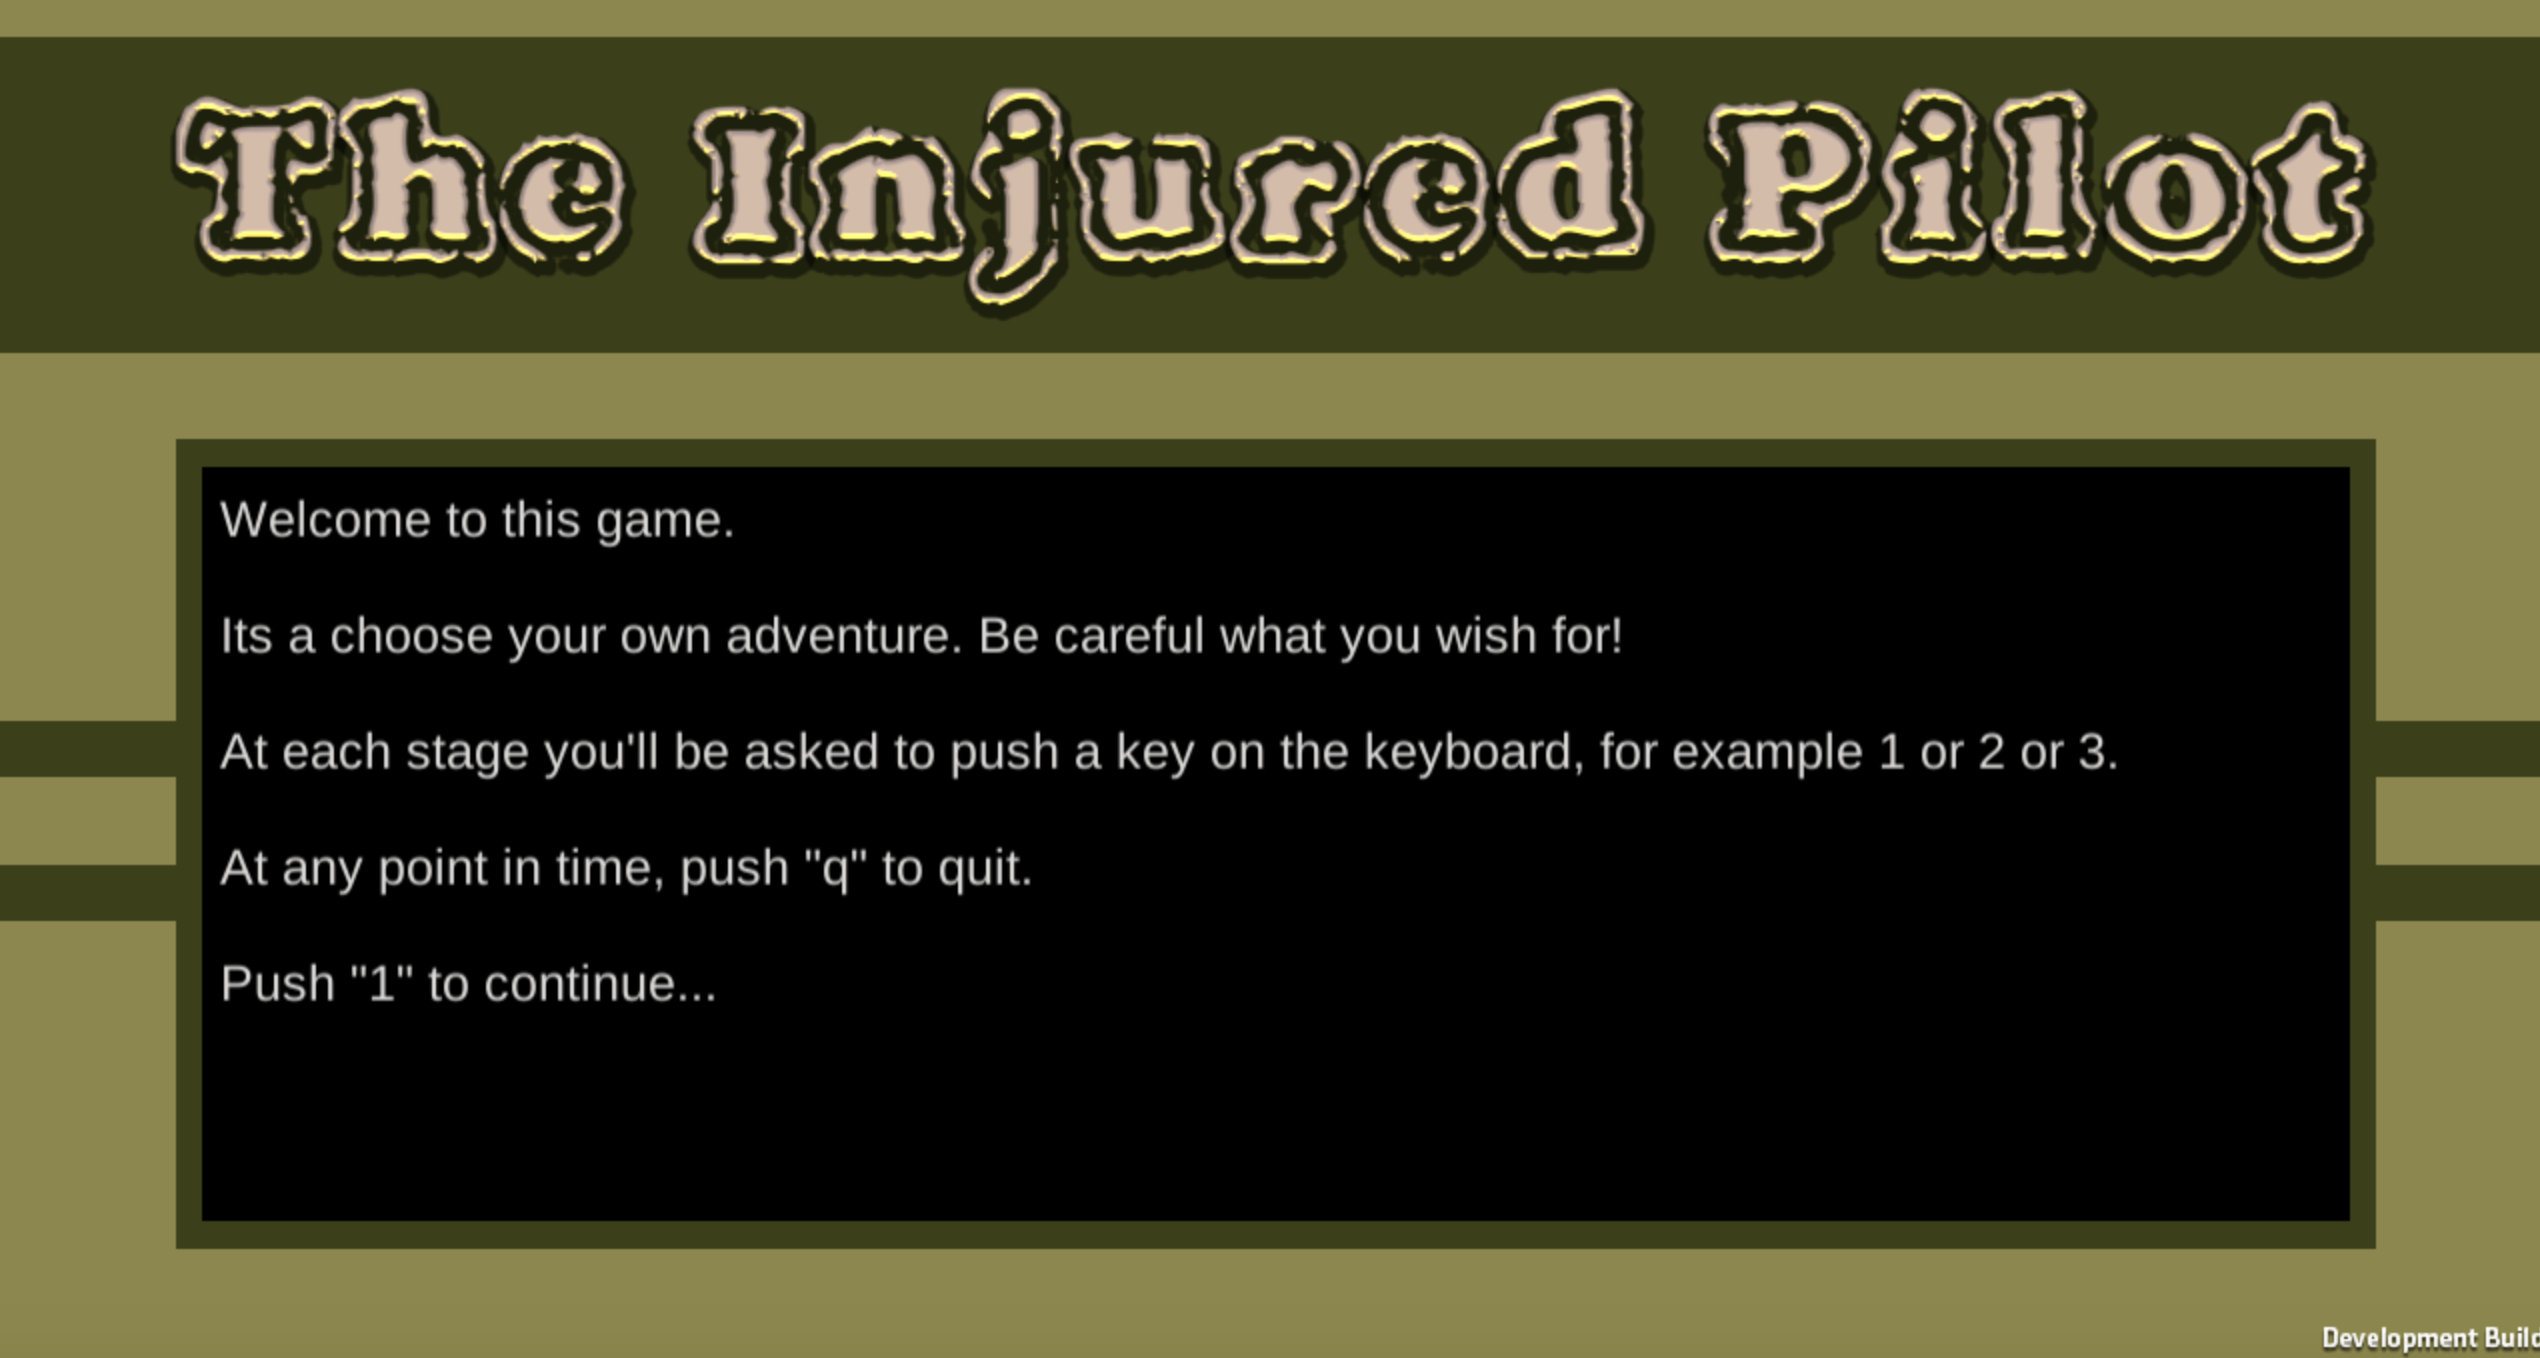 The Injured Pilot
Welcome to this game.
Its a choose your own adventure. Be careful what you wish for!
At each stage you'll be asked to push a key on the keyboard, for example 1 or 2 or 3.
At any point in time, push "q" to quit.
Push "1" to continue...
Development Build